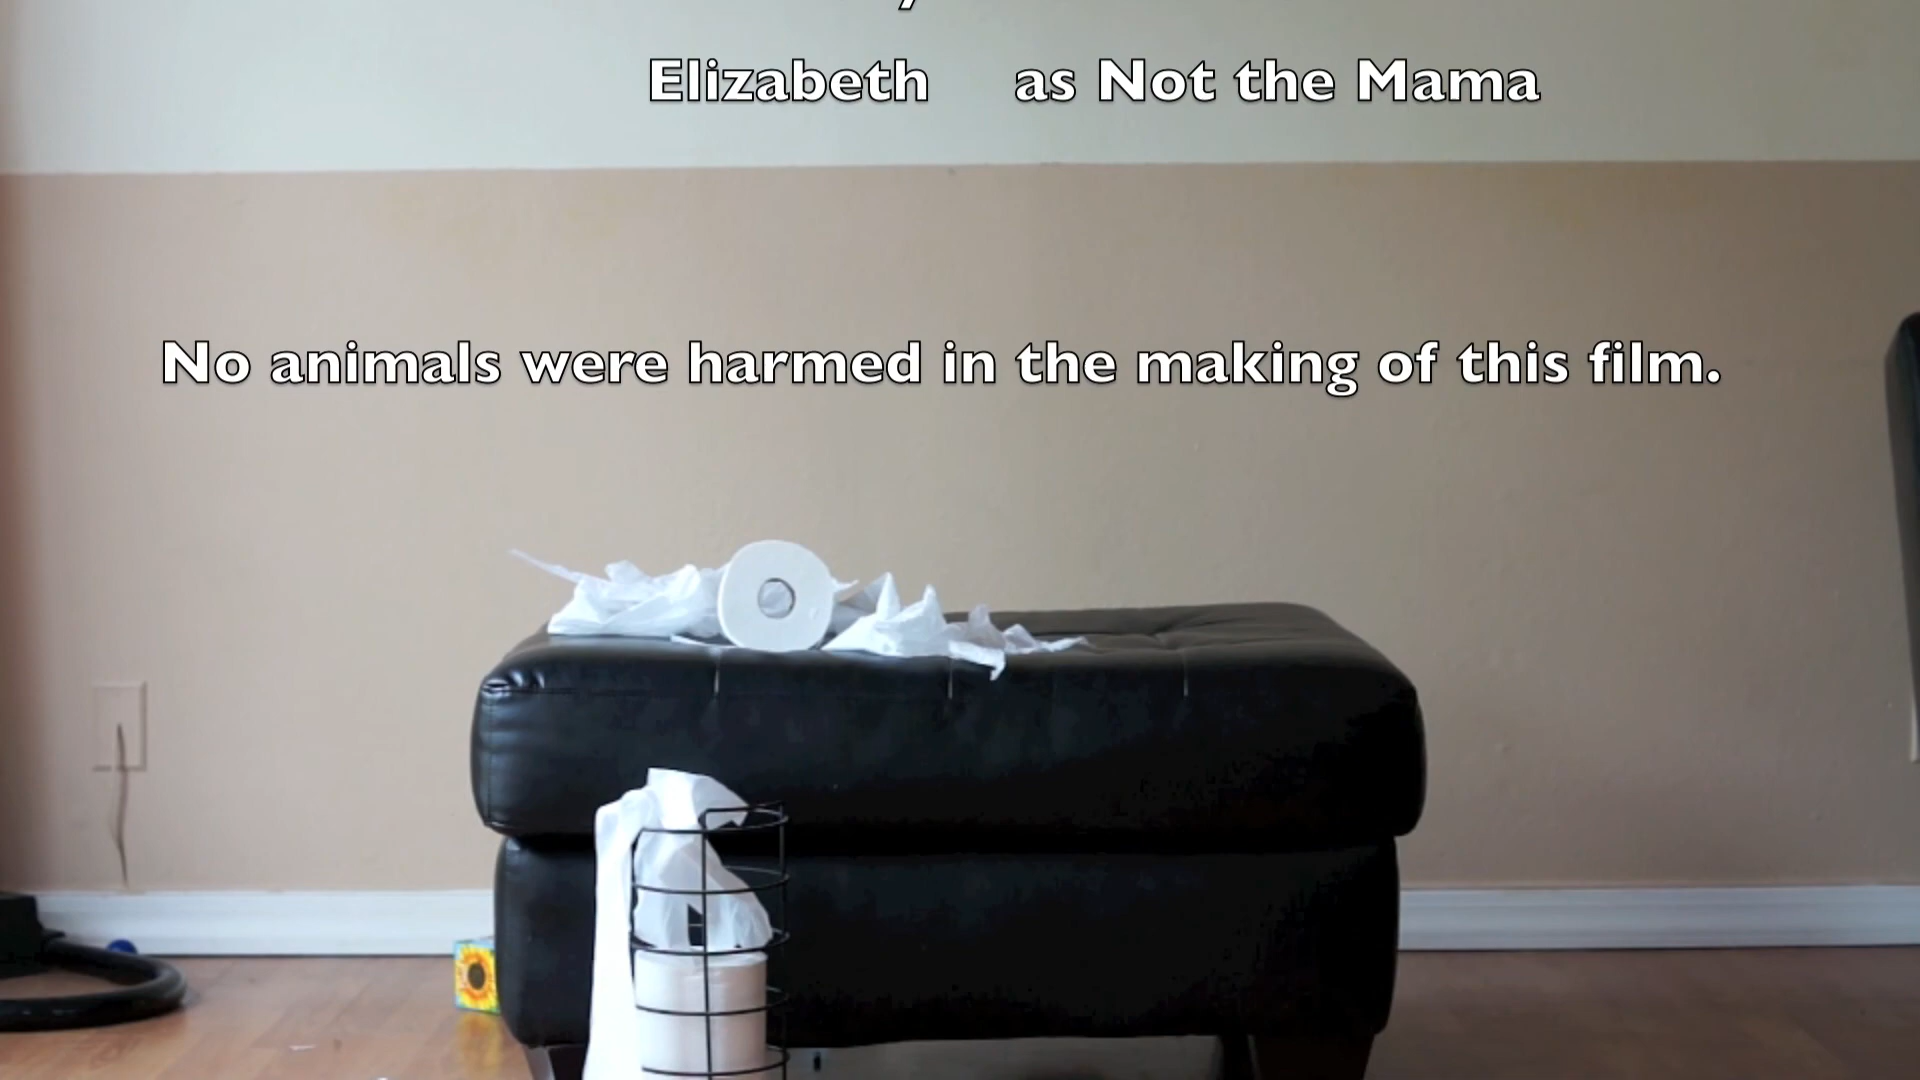 Elizabeth as Not the Mama
No animals were harmed in the making of this film.